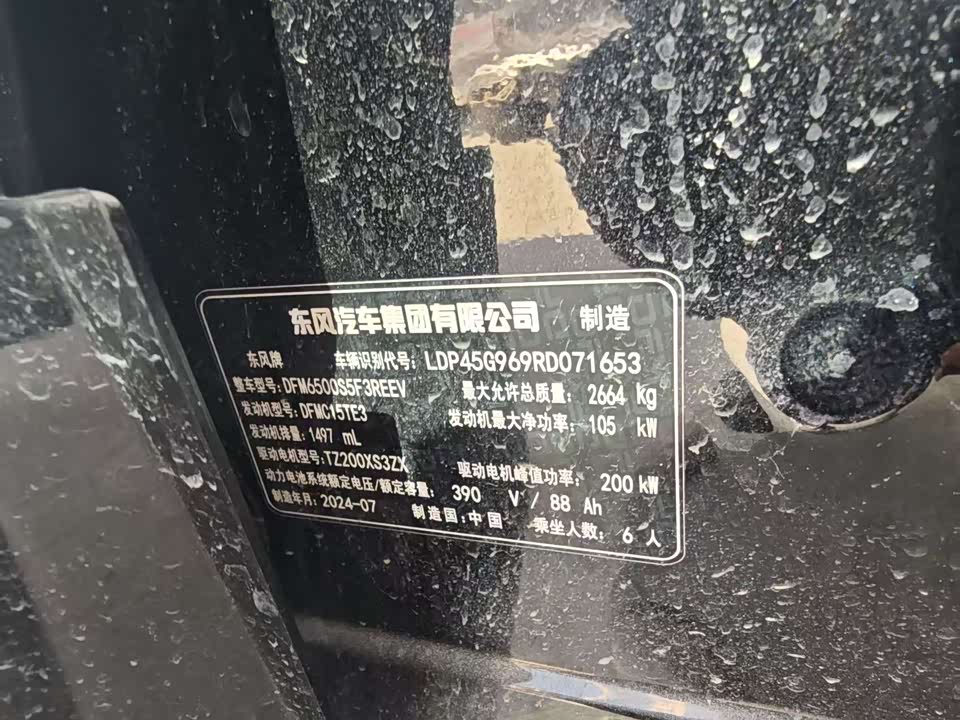 东风汽车集团有限公司 制造
东风牌 车辆识别代号: LDP45G969RD071653
整车型号: DFM6500S5F3REEV 最大允许总质量: 2664 kg
发动机型号: DFMC15TE3 发动机最大净功率: 105 kW
发动机排量: 1497 mL
驱动电机型号: TZ200XS3ZX 驱动电机峰值功率: 200 kW
动力电池系统额定电压/额定容量: 390 V / 88 Ah
制造年月: 2024-07 制造国: 中国 乘坐人数: 6 人